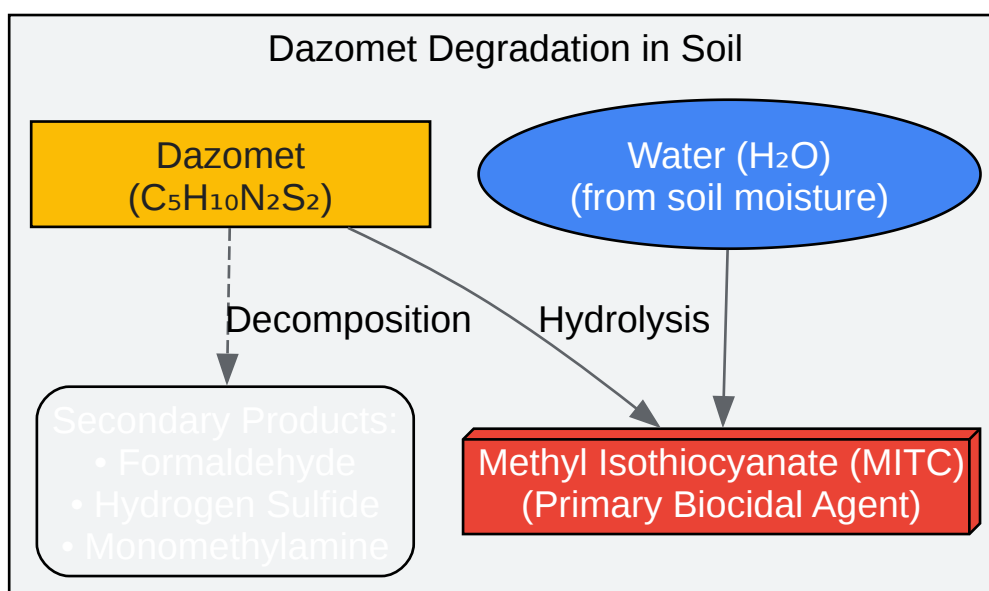 Dazomet Degradation in Soil
Dazomet
(C₅H₁₀N₂S₂)
Water (H₂O)
(from soil moisture)
Decomposition
Hydrolysis
Secondary Products:
• Formaldehyde
• Hydrogen Sulfide
• Monomethylamine
Methyl Isothiocyanate (MITC)
(Primary Biocidal Agent)